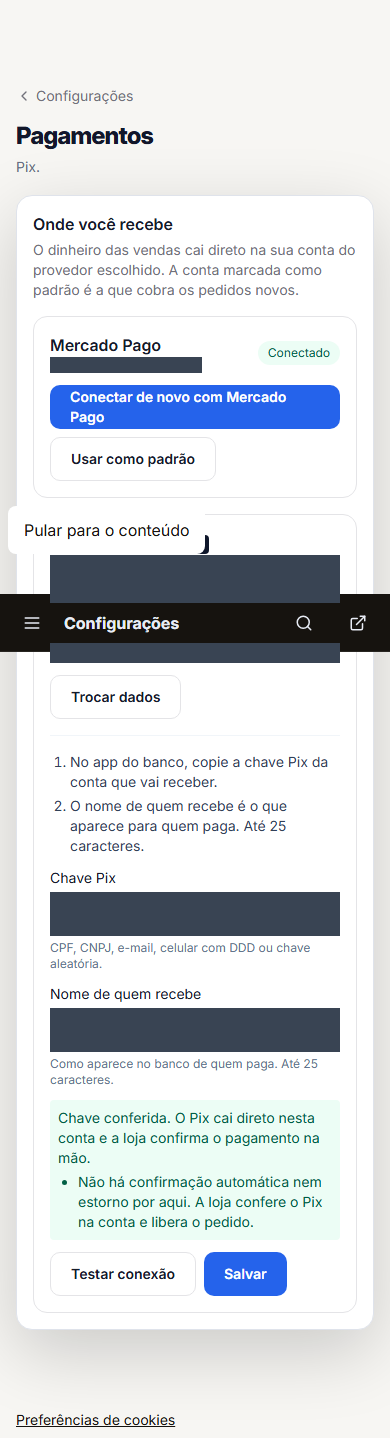 Configurações
Pagamentos
Pix.
Onde você recebe
O dinheiro das vendas cai direto na sua conta do
provedor escolhido. A conta marcada como
padrão é a que cobra os pedidos novos.
Mercado Pago
Conectado
Conectar de novo com Mercado
Pago
Usar como padrão
Pular para o conteúdo
Configurações
Trocar dados
1. No app do banco, copie a chave Pix da
conta que vai receber.
2. O nome de quem recebe é o que
aparece para quem paga. Até 25
caracteres.
Chave Pix
CPF, CNPJ, e-mail, celular com DDD ou chave
aleatória.
Nome de quem recebe
Como aparece no banco de quem paga. Até 25
caracteres.
Chave conferida. O Pix cai direto nesta
conta e a loja confirma o pagamento na
mão.
• Não há confirmação automática nem
estorno por aqui. A loja confere o Pix
na conta e libera o pedido.
Testar conexão
Salvar
Preferências de cookies